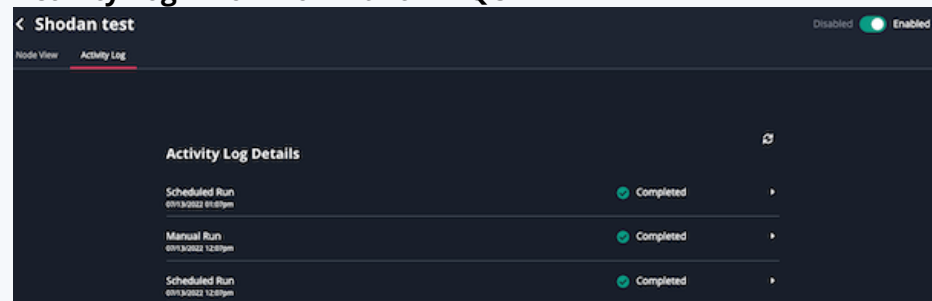 < Shodan test
Disabled Enabled
Node View Activity Log
Activity Log Details
Scheduled Run
07/13/2022 01:07pm
Completed
Manual Run
07/13/2022 12:07pm
Completed
Scheduled Run
07/13/2022 12:07pm
Completed